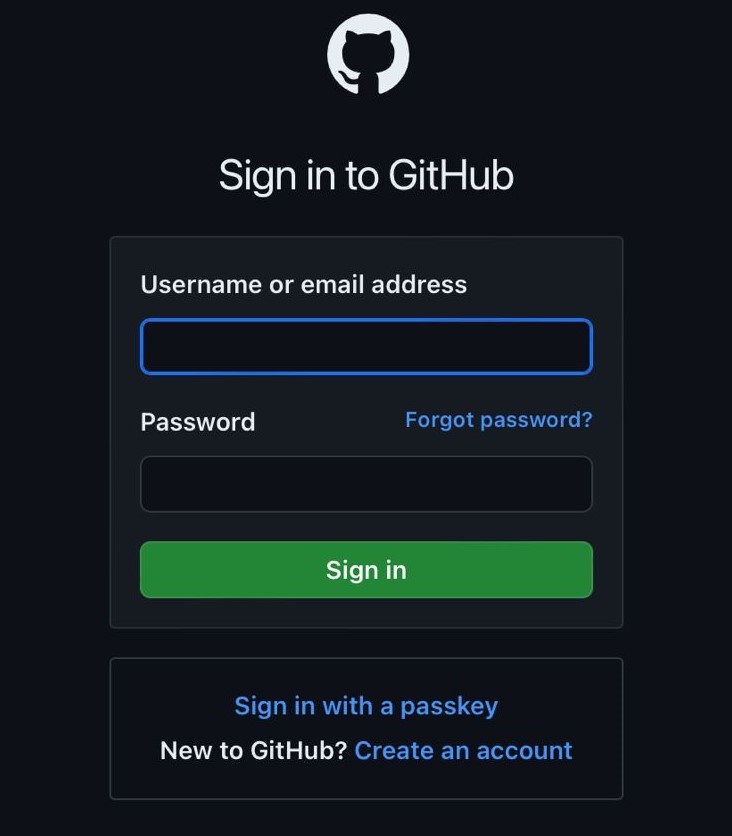 Sign in to GitHub
Username or email address
Password
Forgot password?
Sign in
Sign in with a passkey
New to GitHub? Create an account